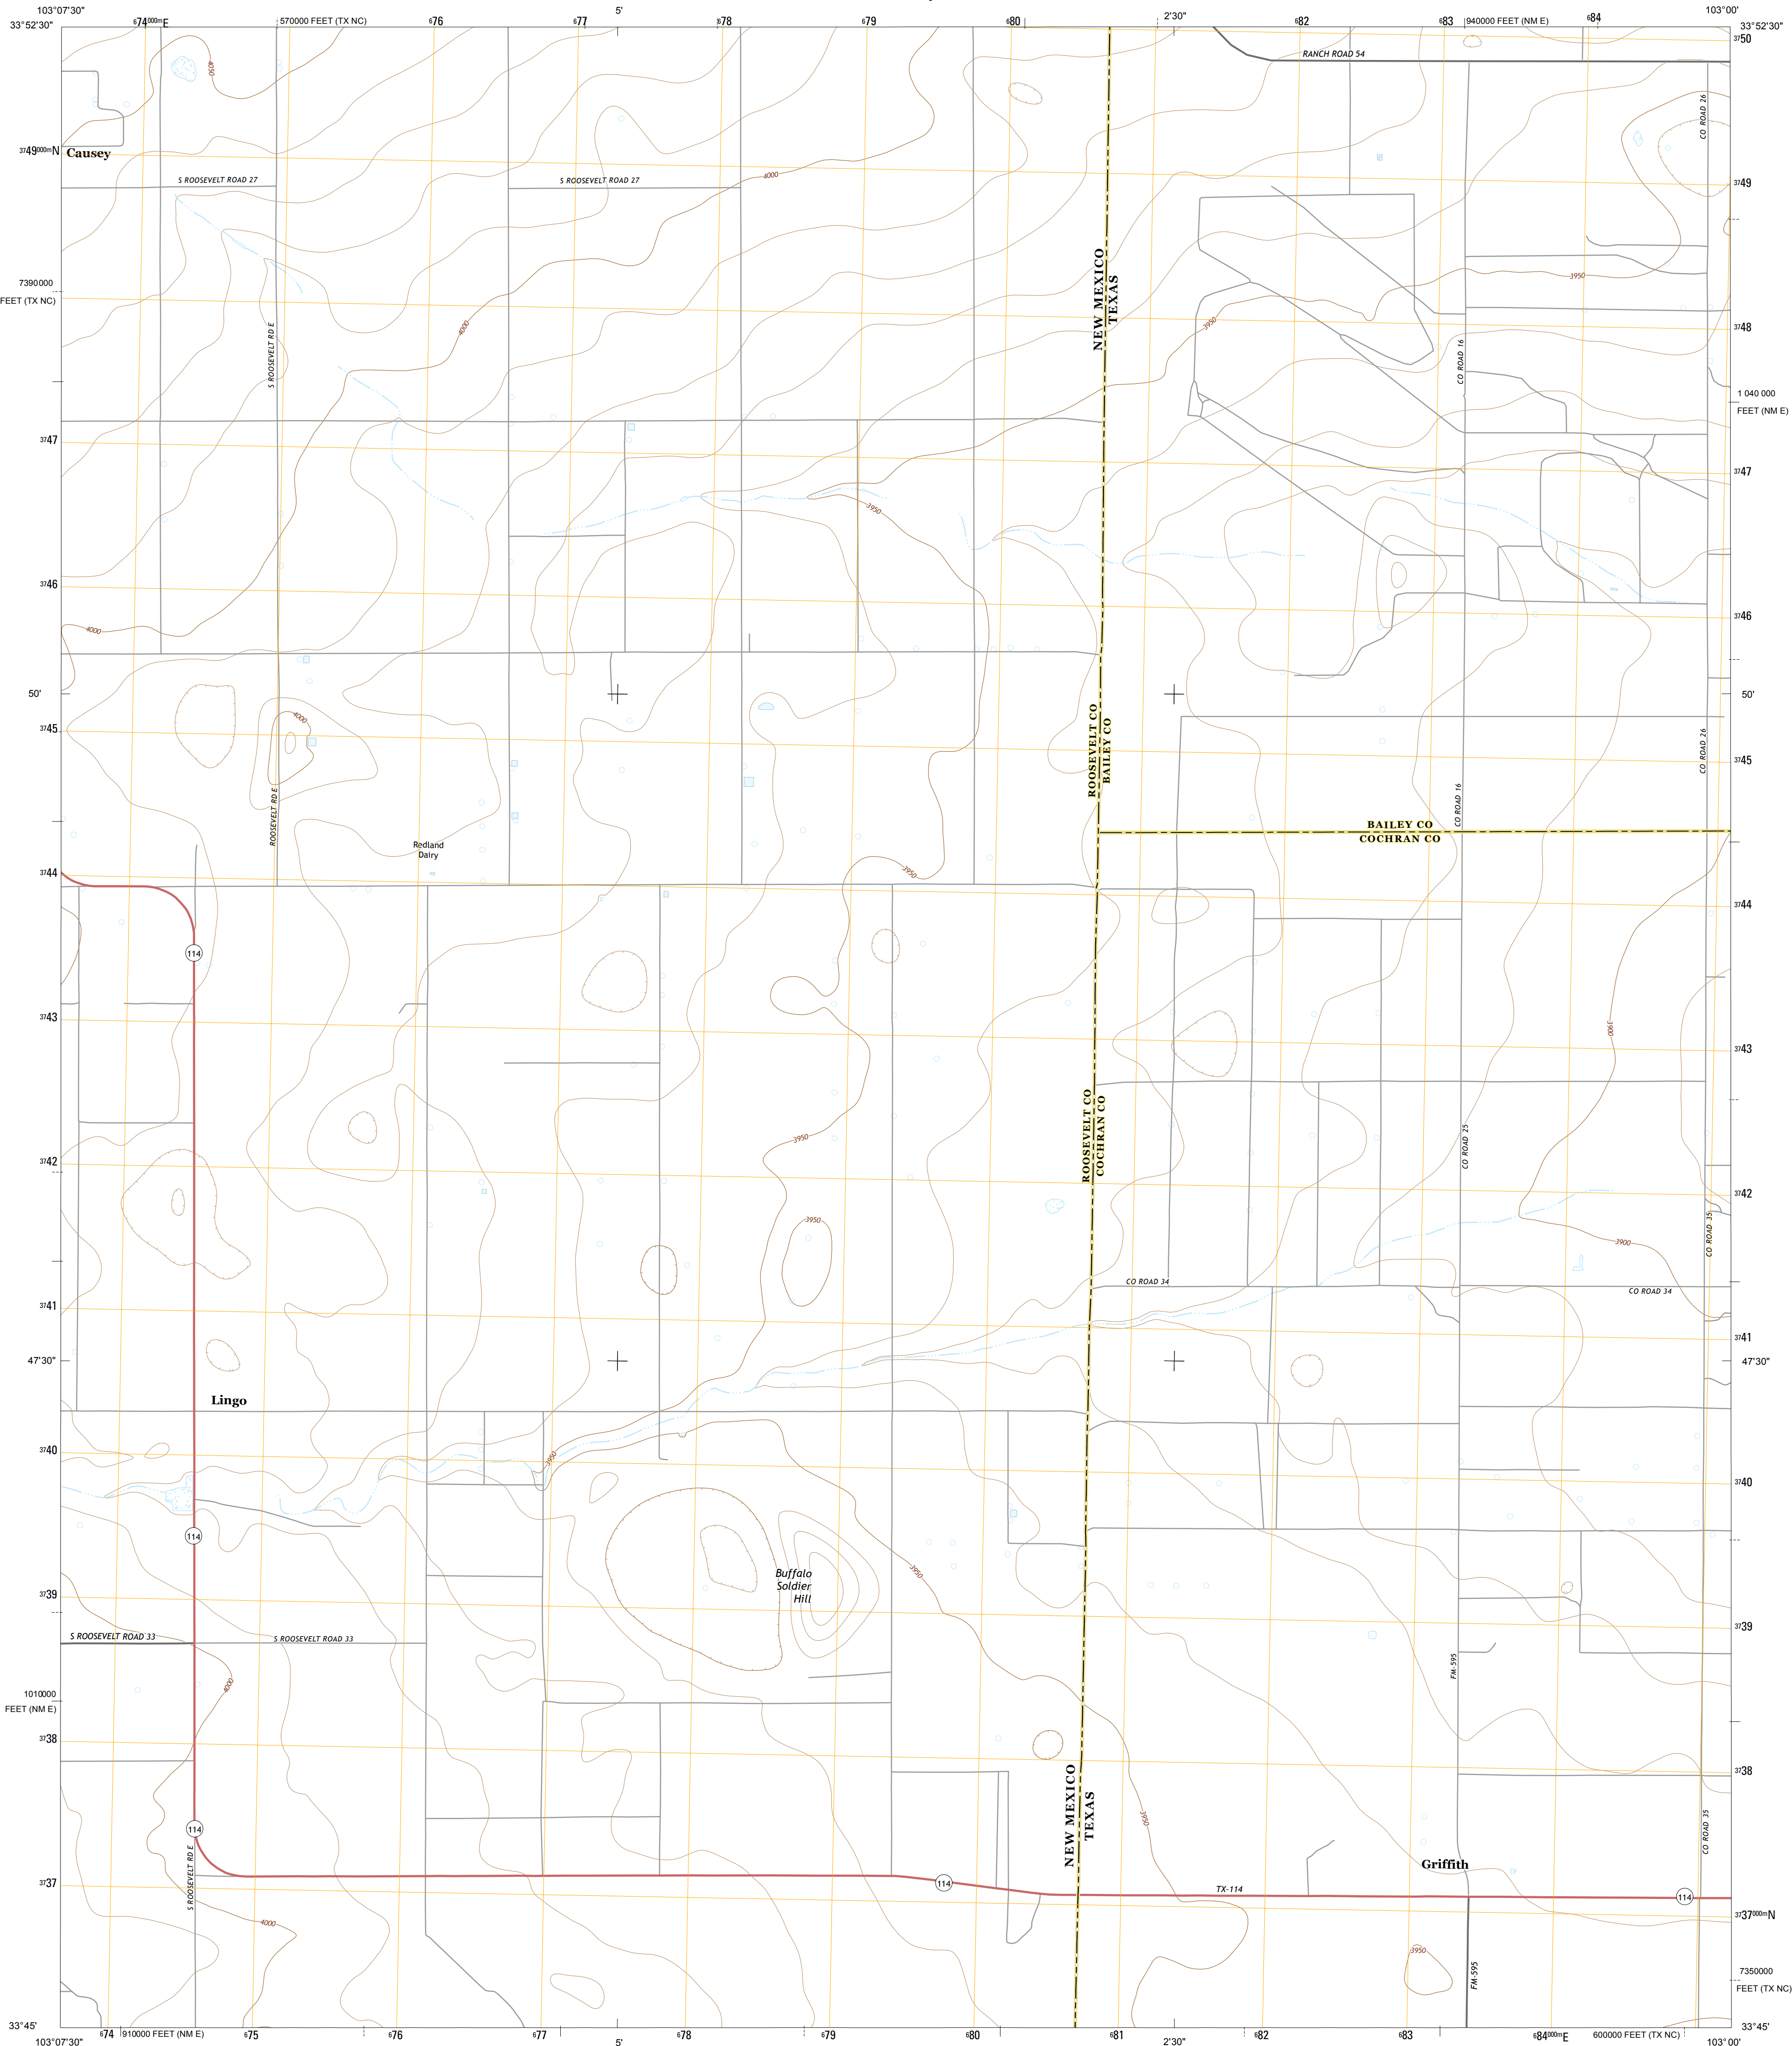 103°07'30"
674000mE
570000 FEET (TX NC)
676
677
5'
678
679
680
2'30"
682
683
940000 FEET (NM E)
684
103°00'
33°52'30"
33°52'30"
3750
RANCH ROAD 54
4050
CO ROAD 26
3749000mN
Causey
S ROOSEVELT ROAD 27
S ROOSEVELT ROAD 27
4000
3749
NEW MEXICO
TEXAS
3950
7390000
FEET (TX NC)
S ROOSEVELT RD E
4000
3950
3748
CO ROAD 16
1 040 000
FEET (NM E)
3747
3747
3950
3746
3746
4000
50'
50'
4000
3745
ROOSEVELT CO
BAILEY CO
CO ROAD 26
3745
ROOSEVELT RD E
CO ROAD 16
BAILEY CO
COCHRAN CO
Redland
Dairy
3744
3950
3744
114
3743
3900
3743
ROOSEVELT CO
COCHRAN CO
3950
CO ROAD 25
3742
3742
3950
CO ROAD 35
3900
CO ROAD 34
CO ROAD 34
3741
3741
47'30"
47'30"
Lingo
3740
3950
3740
114
3950
Buffalo
Soldier
Hill
3739
3739
S ROOSEVELT ROAD 33
S ROOSEVELT ROAD 33
FM-595
4000
1010000
FEET (NM E)
3738
3738
NEW MEXICO
TEXAS
3950
114
CO ROAD 35
S ROOSEVELT RD E
Griffith
3737
114
TX-114
114
3737000mN
4000
3950
FM-595
7350000
FEET (TX NC)
33°45'
33°45'
674
910000 FEET (NM E)
675
676
677
678
679
680
681
682
683
684000mE
600000 FEET (TX NC)
103°07'30"
5'
2'30"
103°00'